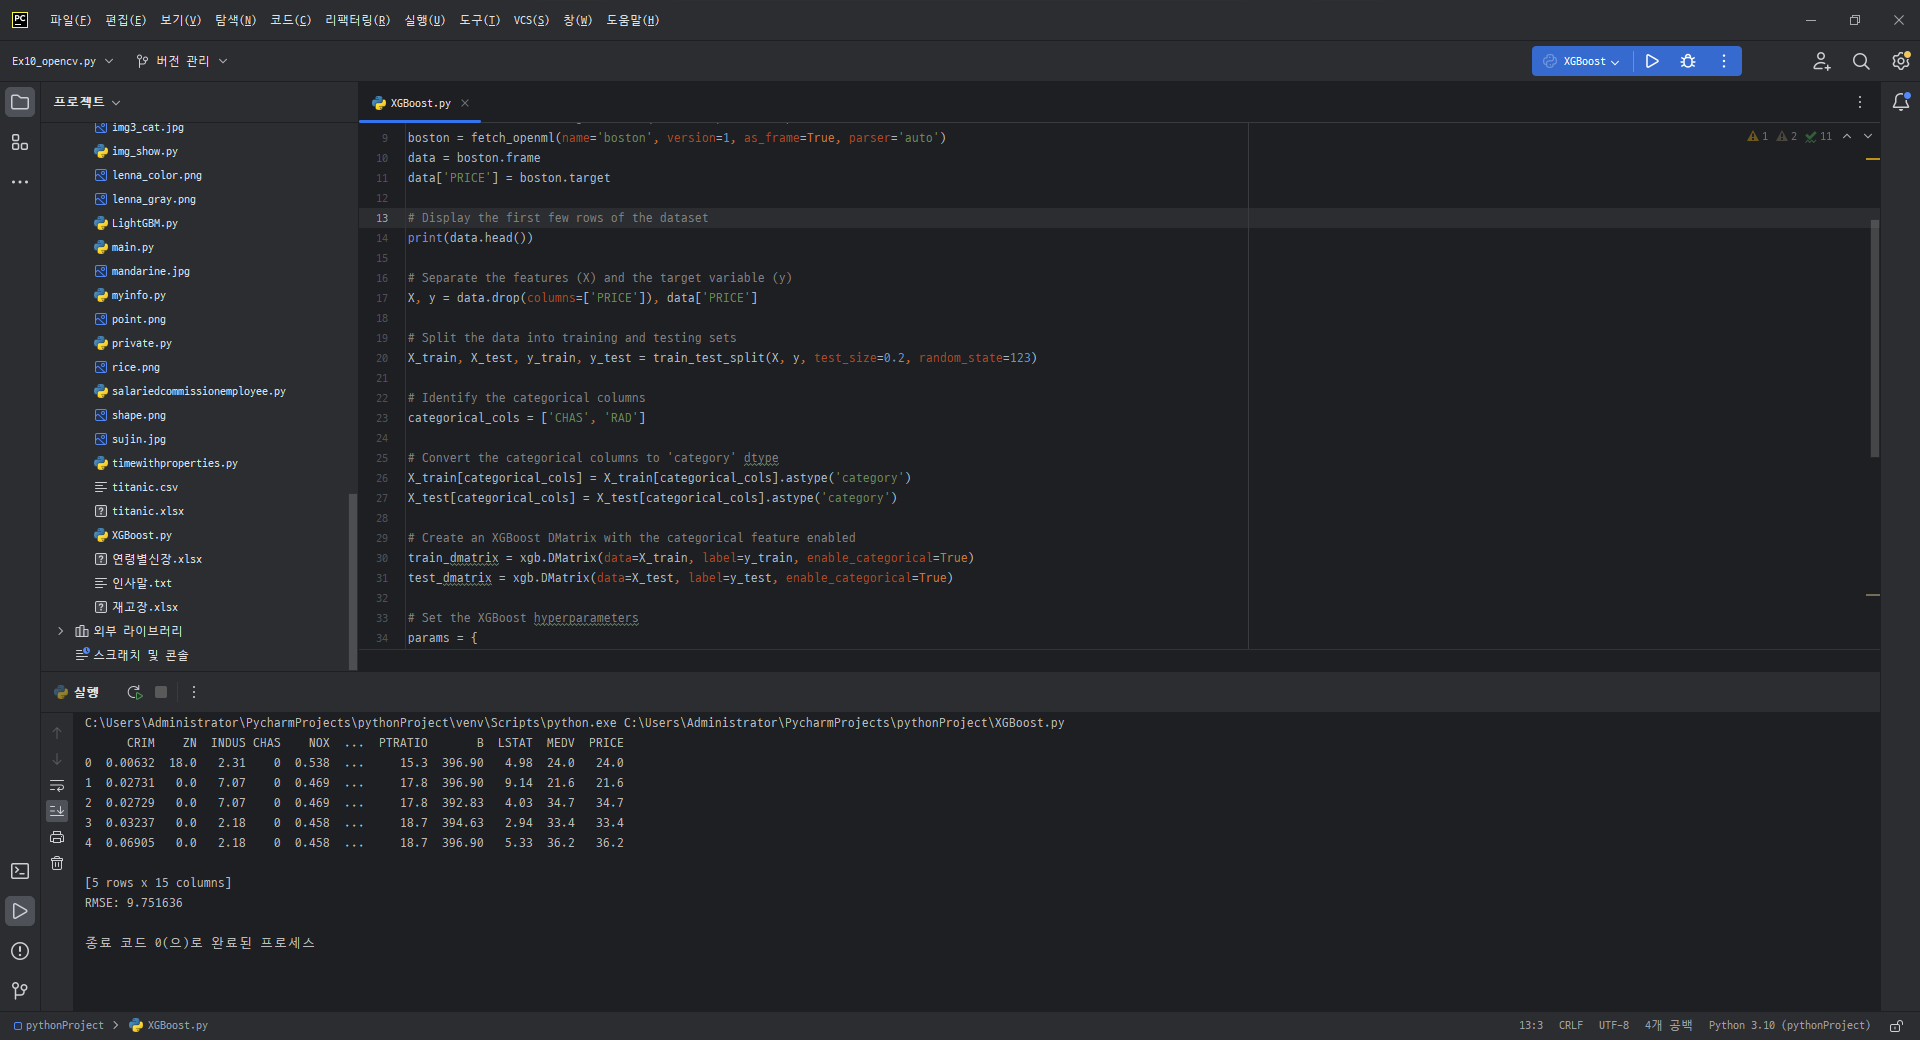 PC 파일(F) 편집(E) 보기(V) 탐색(N) 코드(C) 리팩터링(R) 실행(U) 도구(T) VCS(S) 창(W) 도움말(H)
Ex10_opencv.py 버전 관리 XGBoost
프로젝트
img3_cat.jpg
img_show.py
lenna_color.png
lenna_gray.png
LightGBM.py
main.py
mandarine.jpg
myinfo.py
point.png
private.py
rice.png
salariedcommissionemployee.py
shape.png
sujin.jpg
timewithproperties.py
titanic.csv
titanic.xlsx
XGBoost.py
연령별신장.xlsx
인사말.txt
재고장.xlsx
외부 라이브러리
스크래치 및 콘솔
XGBoost.py
1 2 11
9 boston = fetch_openml(name='boston', version=1, as_frame=True, parser='auto')
10 data = boston.frame
11 data['PRICE'] = boston.target
12
13 # Display the first few rows of the dataset
14 print(data.head())
15
16 # Separate the features (X) and the target variable (y)
17 X, y = data.drop(columns=['PRICE']), data['PRICE']
18
19 # Split the data into training and testing sets
20 X_train, X_test, y_train, y_test = train_test_split(X, y, test_size=0.2, random_state=123)
21
22 # Identify the categorical columns
23 categorical_cols = ['CHAS', 'RAD']
24
25 # Convert the categorical columns to 'category' dtype
26 X_train[categorical_cols] = X_train[categorical_cols].astype('category')
27 X_test[categorical_cols] = X_test[categorical_cols].astype('category')
28
29 # Create an XGBoost DMatrix with the categorical feature enabled
30 train_dmatrix = xgb.DMatrix(data=X_train, label=y_train, enable_categorical=True)
31 test_dmatrix = xgb.DMatrix(data=X_test, label=y_test, enable_categorical=True)
32
33 # Set the XGBoost hyperparameters
34 params = {
실행
C:\Users\Administrator\PycharmProjects\pythonProject\venv\Scripts\python.exe C:\Users\Administrator\PycharmProjects\pythonProject\XGBoost.py
CRIM ZN INDUS CHAS NOX ... PTRATIO B LSTAT MEDV PRICE
0 0.00632 18.0 2.31 0 0.538 ... 15.3 396.90 4.98 24.0 24.0
1 0.02731 0.0 7.07 0 0.469 ... 17.8 396.90 9.14 21.6 21.6
2 0.02729 0.0 7.07 0 0.469 ... 17.8 392.83 4.03 34.7 34.7
3 0.03237 0.0 2.18 0 0.458 ... 18.7 394.63 2.94 33.4 33.4
4 0.06905 0.0 2.18 0 0.458 ... 18.7 396.90 5.33 36.2 36.2
[5 rows x 15 columns]
RMSE: 9.751636
종료 코드 0(으)로 완료된 프로세스
pythonProject XGBoost.py 13:3 CRLF UTF-8 4개 공백 Python 3.10 (pythonProject)